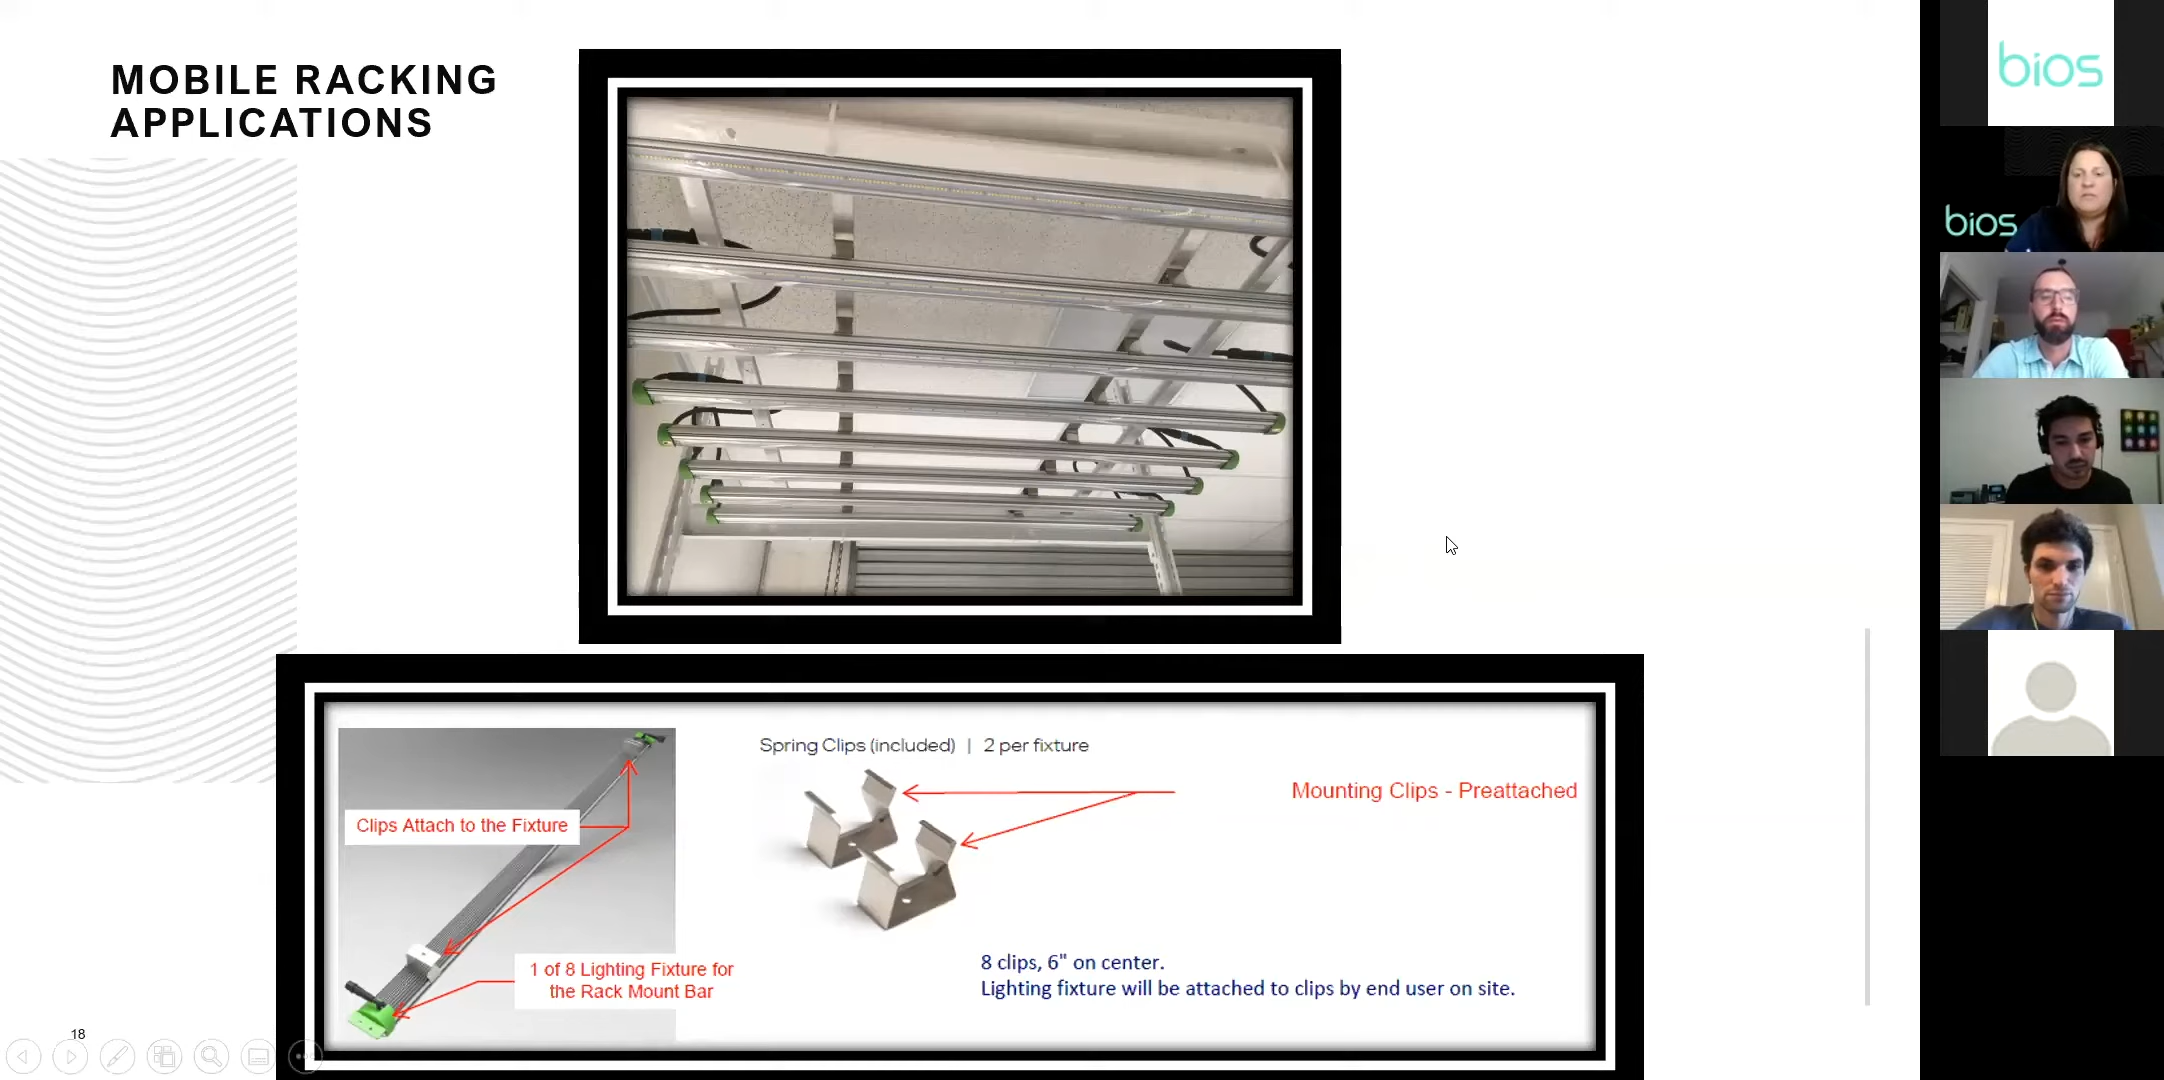 MOBILE RACKING
APPLICATIONS
bios
bios
Spring Clips (included) | 2 per fixture
Mounting Clips - Preattached
Clips Attach to the Fixture
1 of 8 Lighting Fixture for
the Rack Mount Bar
8 clips, 6" on center.
Lighting fixture will be attached to clips by end user on site.
18